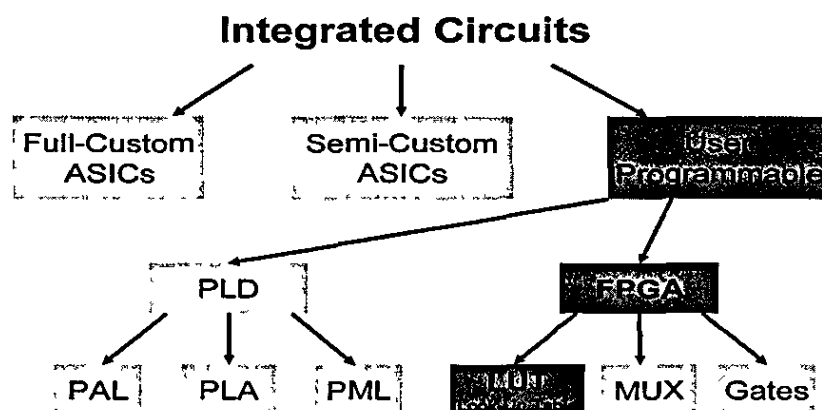 Integrated Circuits
Full-Custom
ASICs
Semi-Custom
ASICs
User
Programmable
PLD
FPGA
PAL
PLA
PML
MUX
Gates